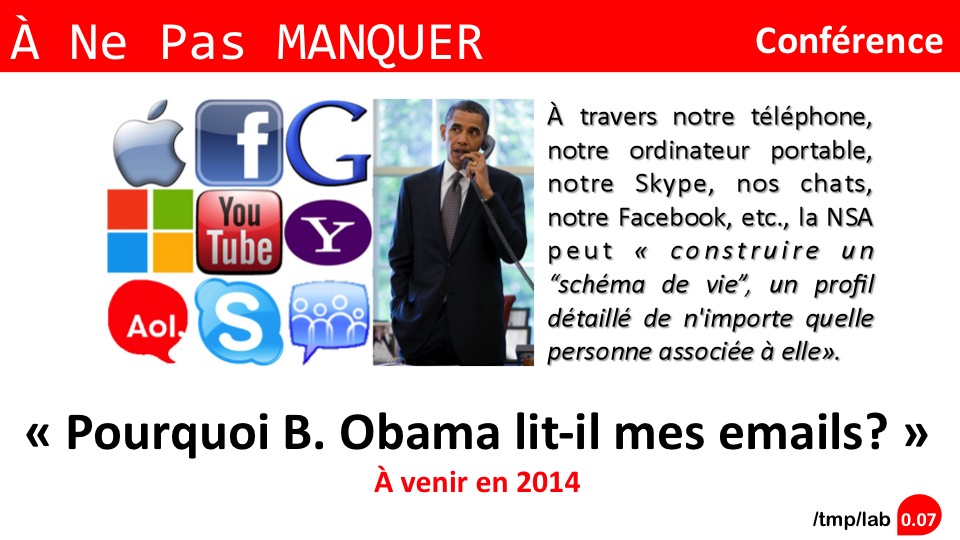 À Ne Pas MANQUER
Conférence
f
G
You
Tube
Y
Aol.
S
À travers notre téléphone,
notre ordinateur portable,
notre Skype, nos chats,
notre Facebook, etc., la NSA
peut « construire un
“schéma de vie”, un profil
détaillé de n'importe quelle
personne associée à elle».
« Pourquoi B. Obama lit-il mes emails? »
À venir en 2014
/tmp/lab 0.07